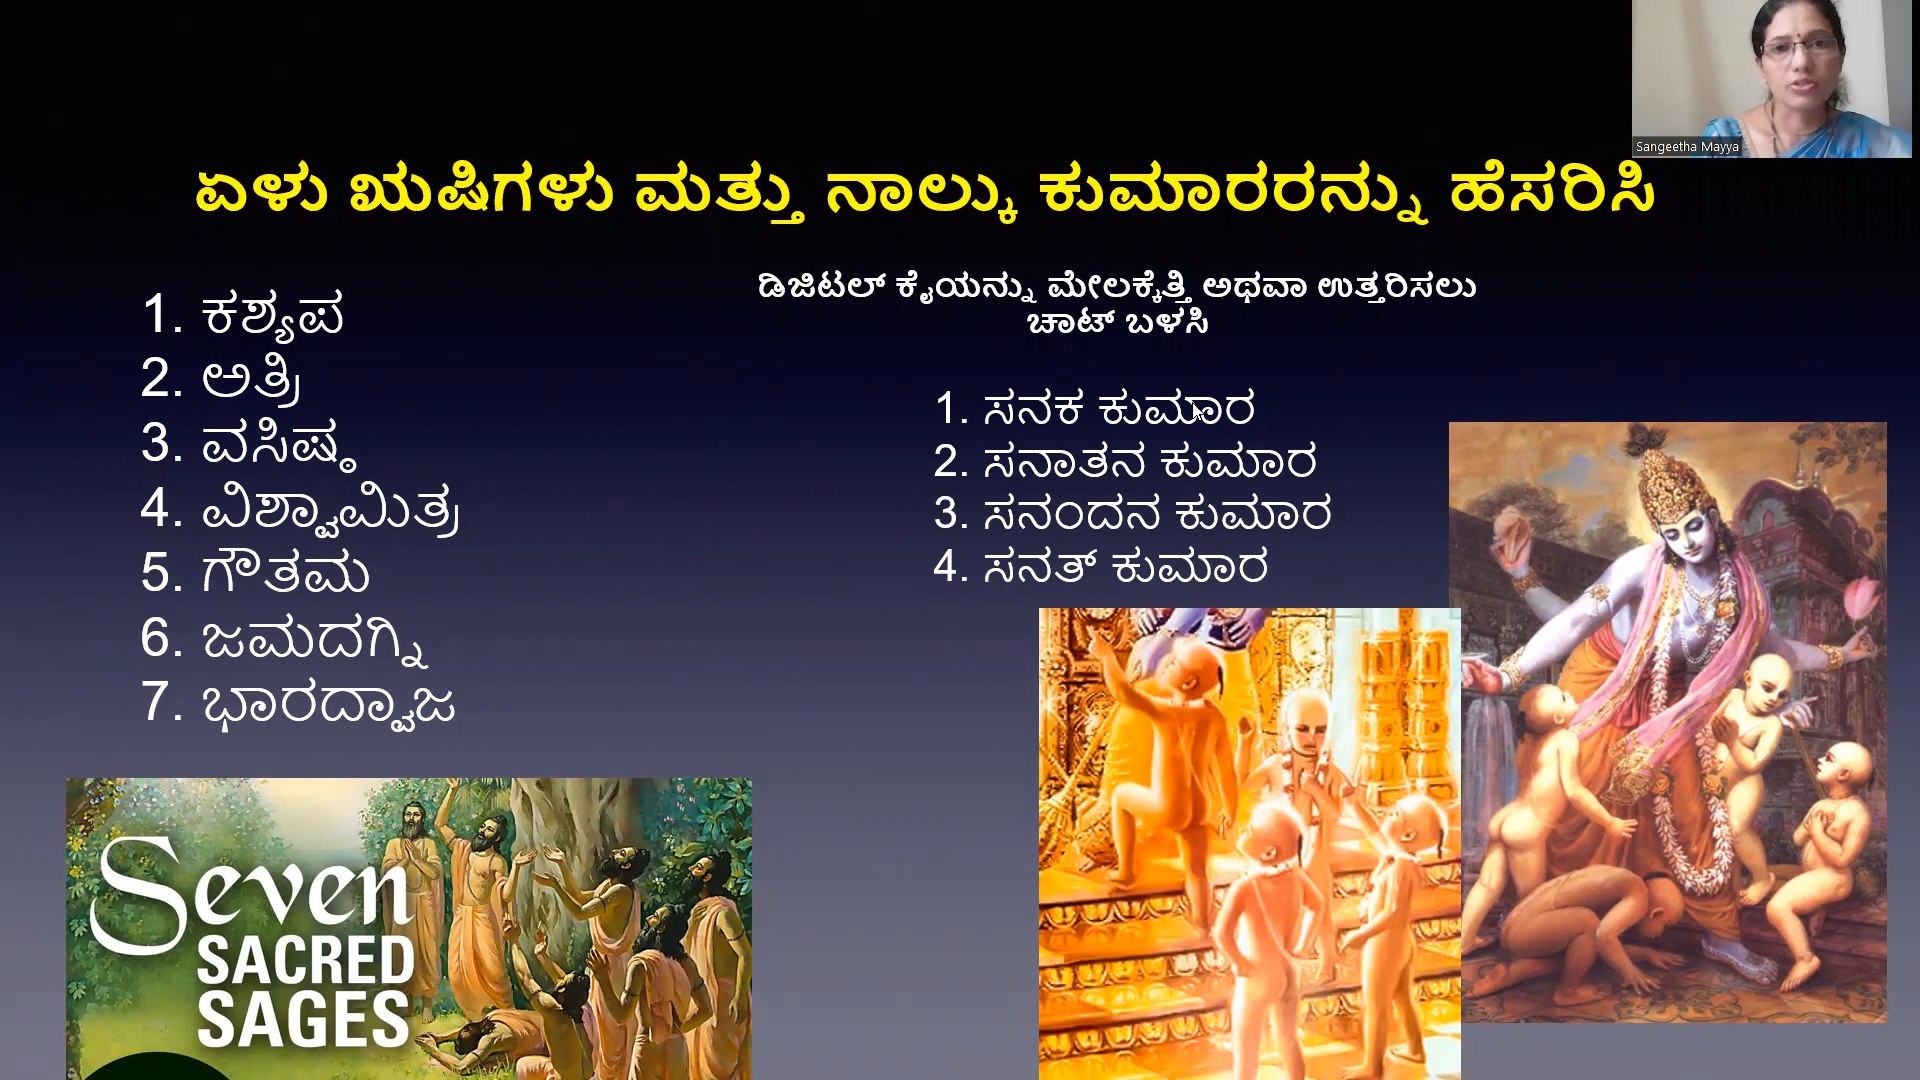 Sangeetha Mayya
ಏಳು ಋಷಿಗಳು ಮತ್ತು ನಾಲ್ಕು ಕುಮಾರರನ್ನು ಹೆಸರಿಸಿ
ಡಿಜಿಟಲ್ ಕೈಯನ್ನು ಮೇಲಕ್ಕೆತ್ತಿ ಅಥವಾ ಉತ್ತರಿಸಲು
ಚಾಟ್ ಬಳಸಿ
1. ಕಶ್ಯಪ
2. ಅತ್ರಿ
3. ವಸಿಷ್ಠ
4. ವಿಶ್ವಾಮಿತ್ರ
5. ಗೌತಮ
6. ಜಮದಗ್ನಿ
7. ಭಾರದ್ವಾಜ
1. ಸನಕ ಕುಮಾರ
2. ಸನಾತನ ಕುಮಾರ
3. ಸನಂದನ ಕುಮಾರ
4. ಸನತ್ ಕುಮಾರ
Seven
SACRED
SAGES